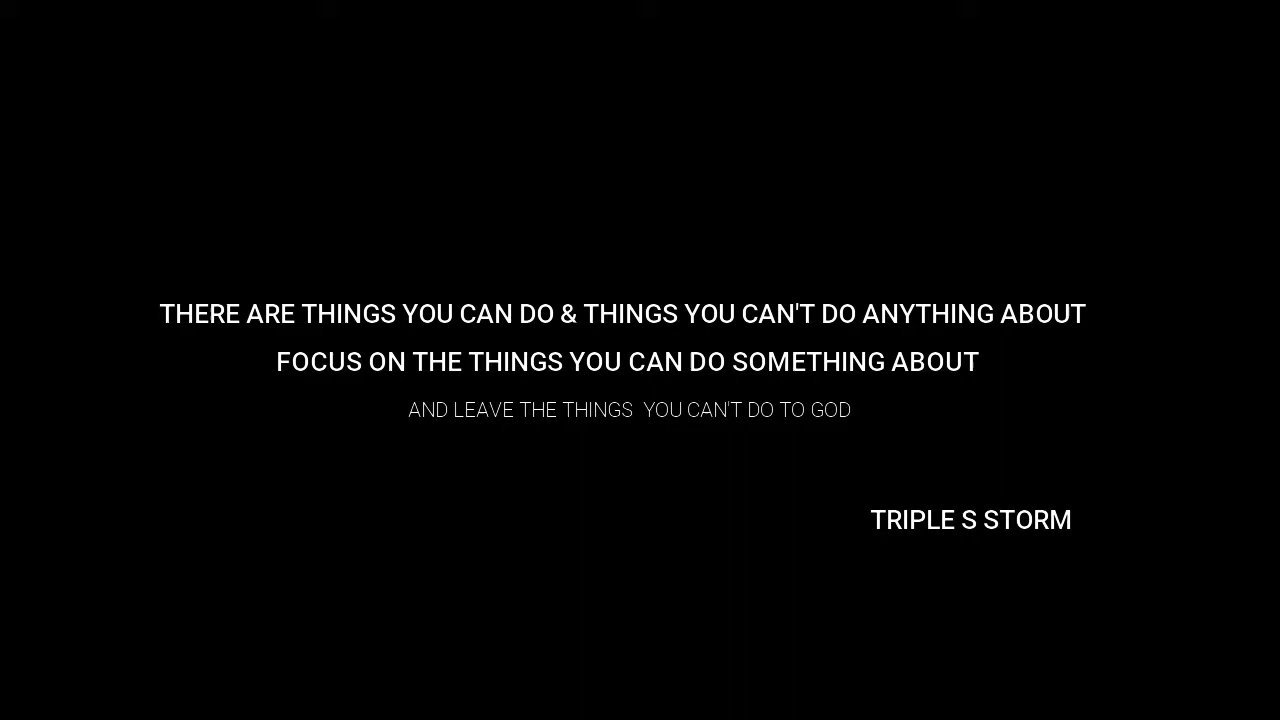 THERE ARE THINGS YOU CAN DO & THINGS YOU CAN'T DO ANYTHING ABOUT
FOCUS ON THE THINGS YOU CAN DO SOMETHING ABOUT
AND LEAVE THE THINGS  YOU CAN'T DO TO GOD
TRIPLE S STORM